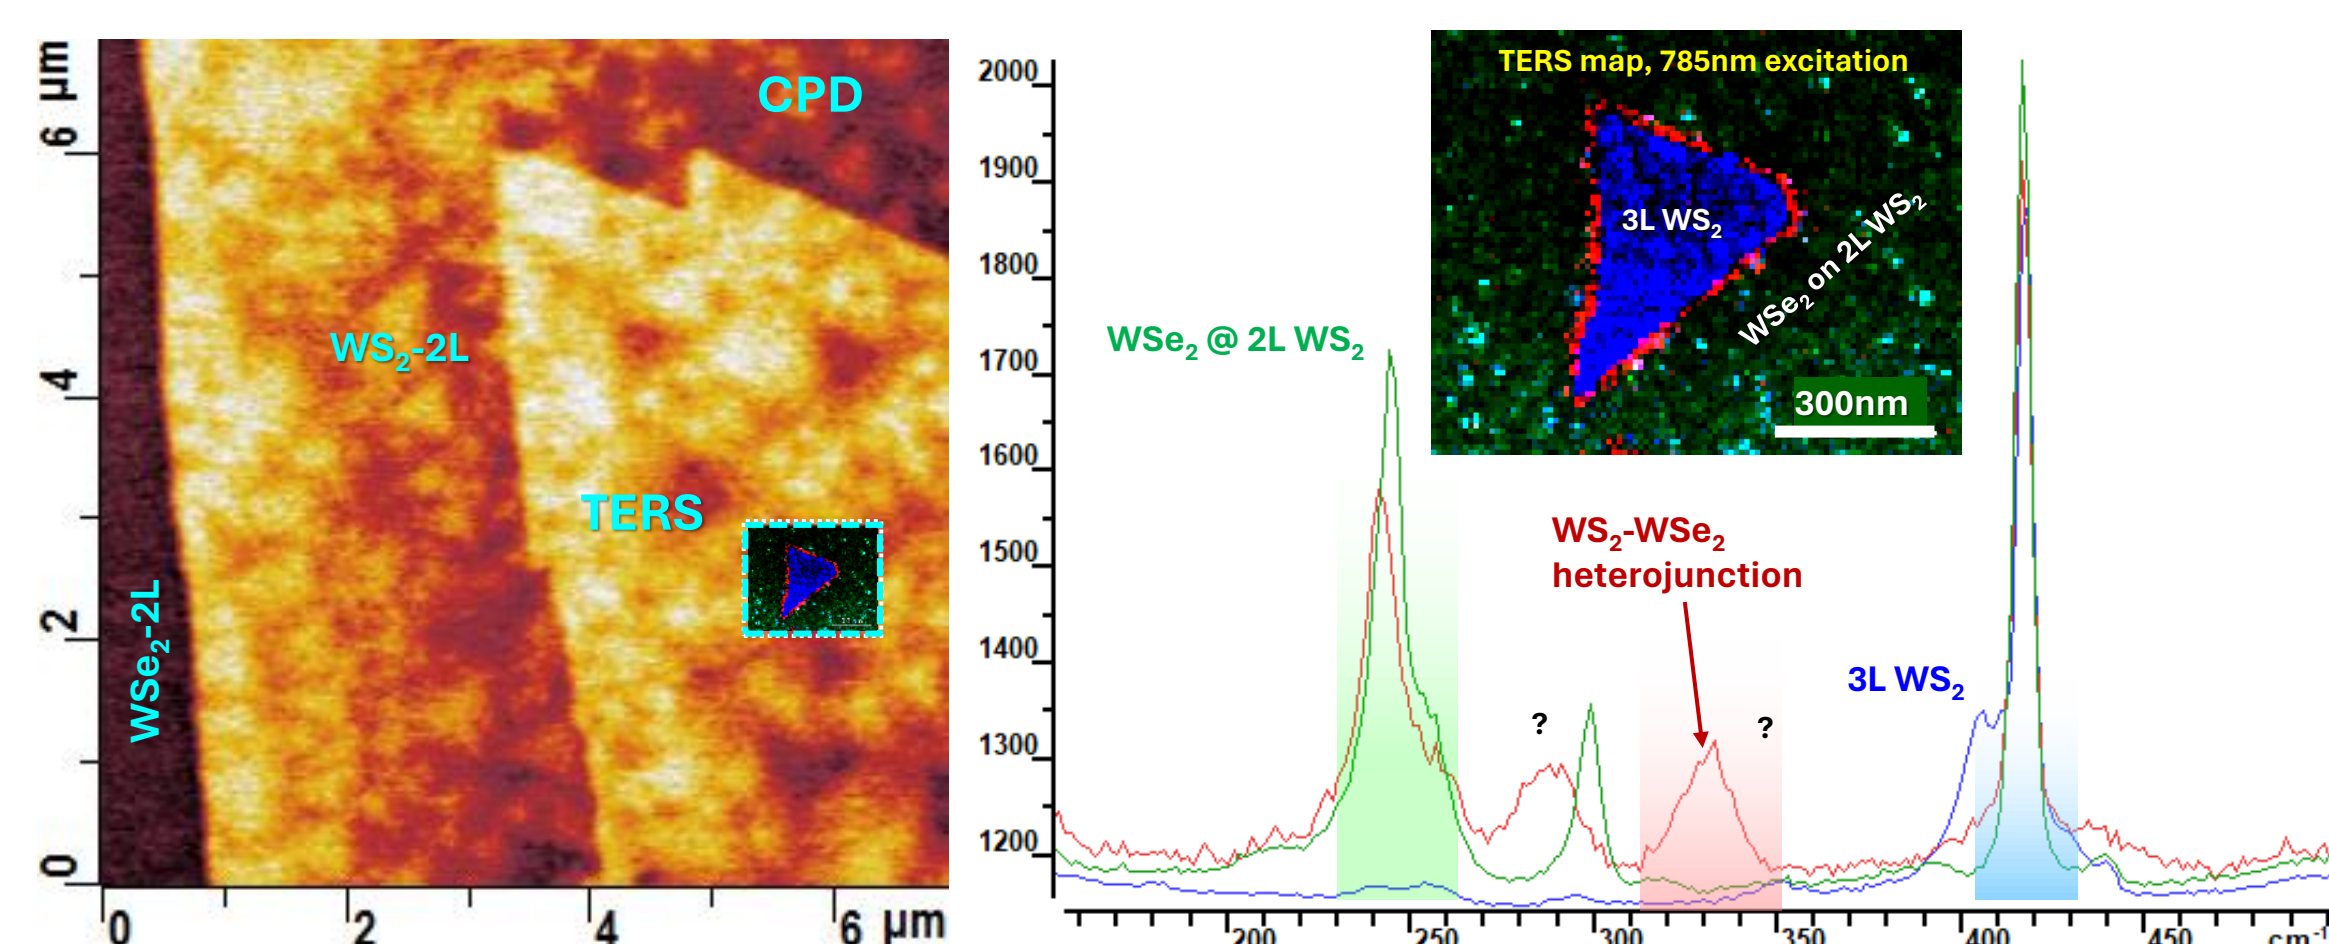 µm
6
4
2
0
0
2
4
6 µm
CPD
WS₂-2L
TERS
WSe₂-2L
2000
1900
1800
1700
1600
1500
1400
1300
1200
200
250
300
350
400
450
cm⁻¹
TERS map, 785nm excitation
3L WS₂
WSe₂ on 2L WS₂
300nm
WSe₂ @ 2L WS₂
WS₂-WSe₂
heterojunction
?
?
3L WS₂